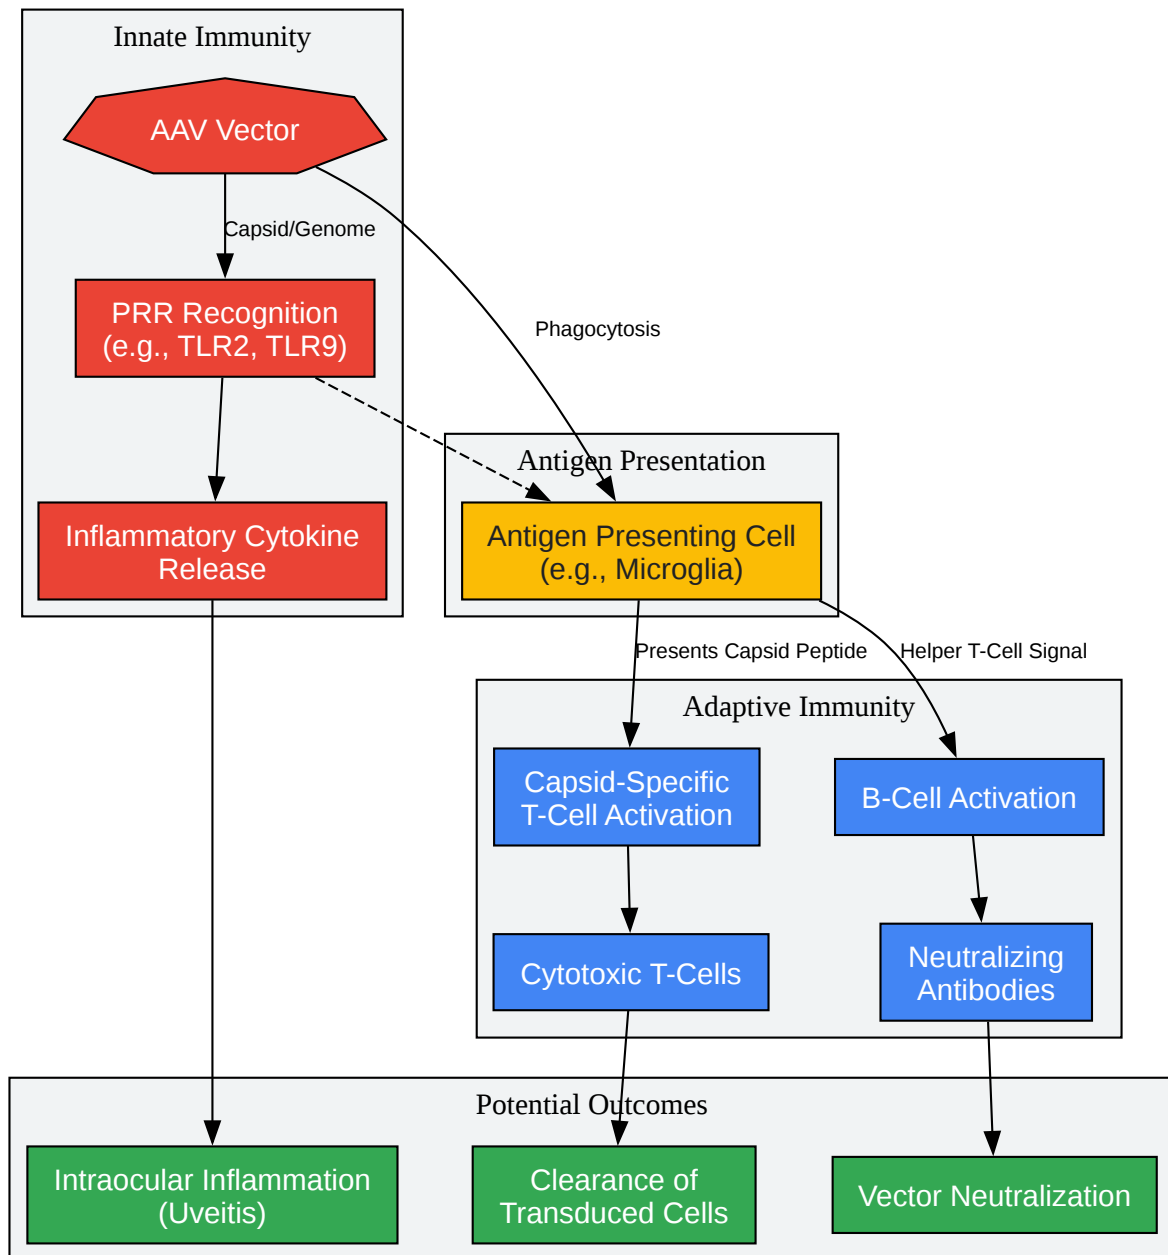 Innate Immunity
AAV Vector
Capsid/Genome
PRR Recognition
(e.g., TLR2, TLR9)
Phagocytosis
Inflammatory Cytokine
Release
Antigen Presentation
Antigen Presenting Cell
(e.g., Microglia)
Presents Capsid Peptide
Helper T-Cell Signal
Adaptive Immunity
Capsid-Specific
T-Cell Activation
B-Cell Activation
Cytotoxic T-Cells
Neutralizing
Antibodies
Potential Outcomes
Intraocular Inflammation
(Uveitis)
Clearance of
Transduced Cells
Vector Neutralization